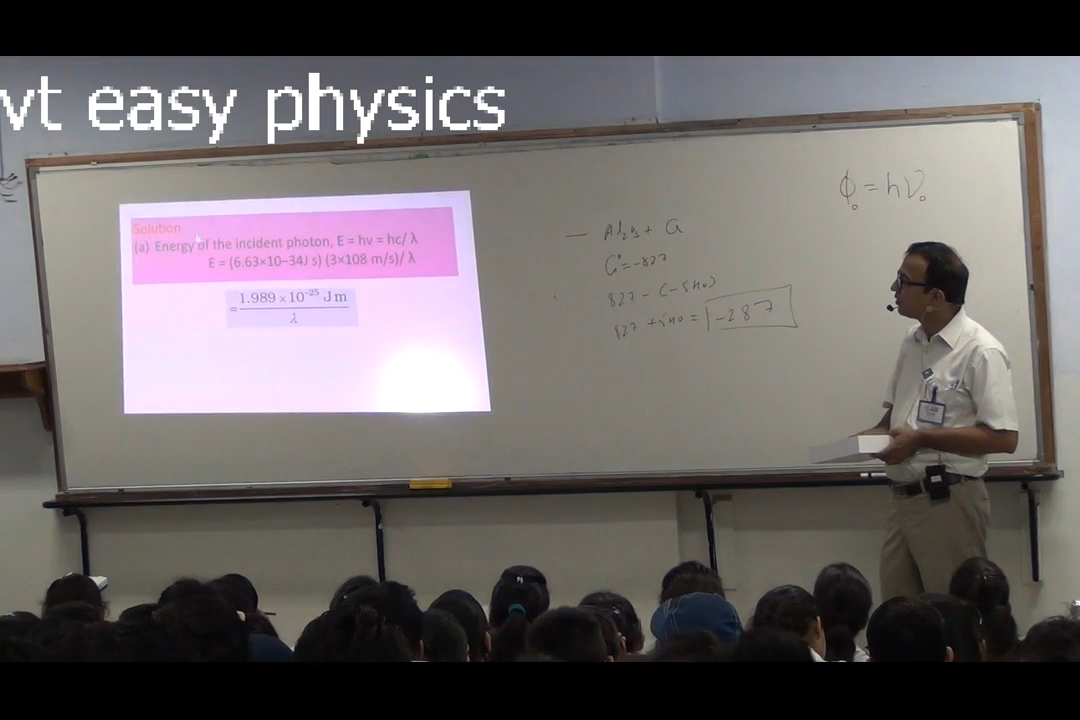 vt easy physics
Solution
(a) Energy of the incident photon, E = hν = hc/ λ
E = (6.63×10–34J s) (3×108 m/s)/ λ
= 1.989 ×10⁻²⁵ J m
λ
ϕ₀ = hν₀
G° = -827
827 - (-540)
827 + 540 = -287